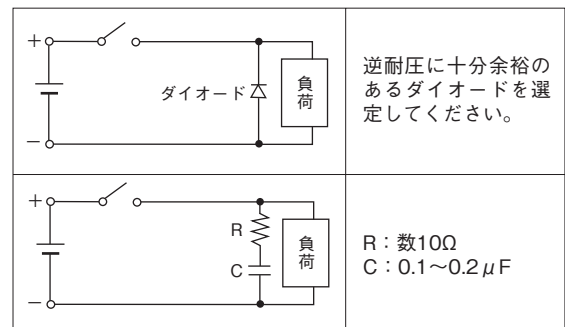 +
ダイオード
負荷
−
逆耐圧に十分余裕の
あるダイオードを選
定してください。
+
R
C
負荷
−
R：数10Ω
C：0.1～0.2μF